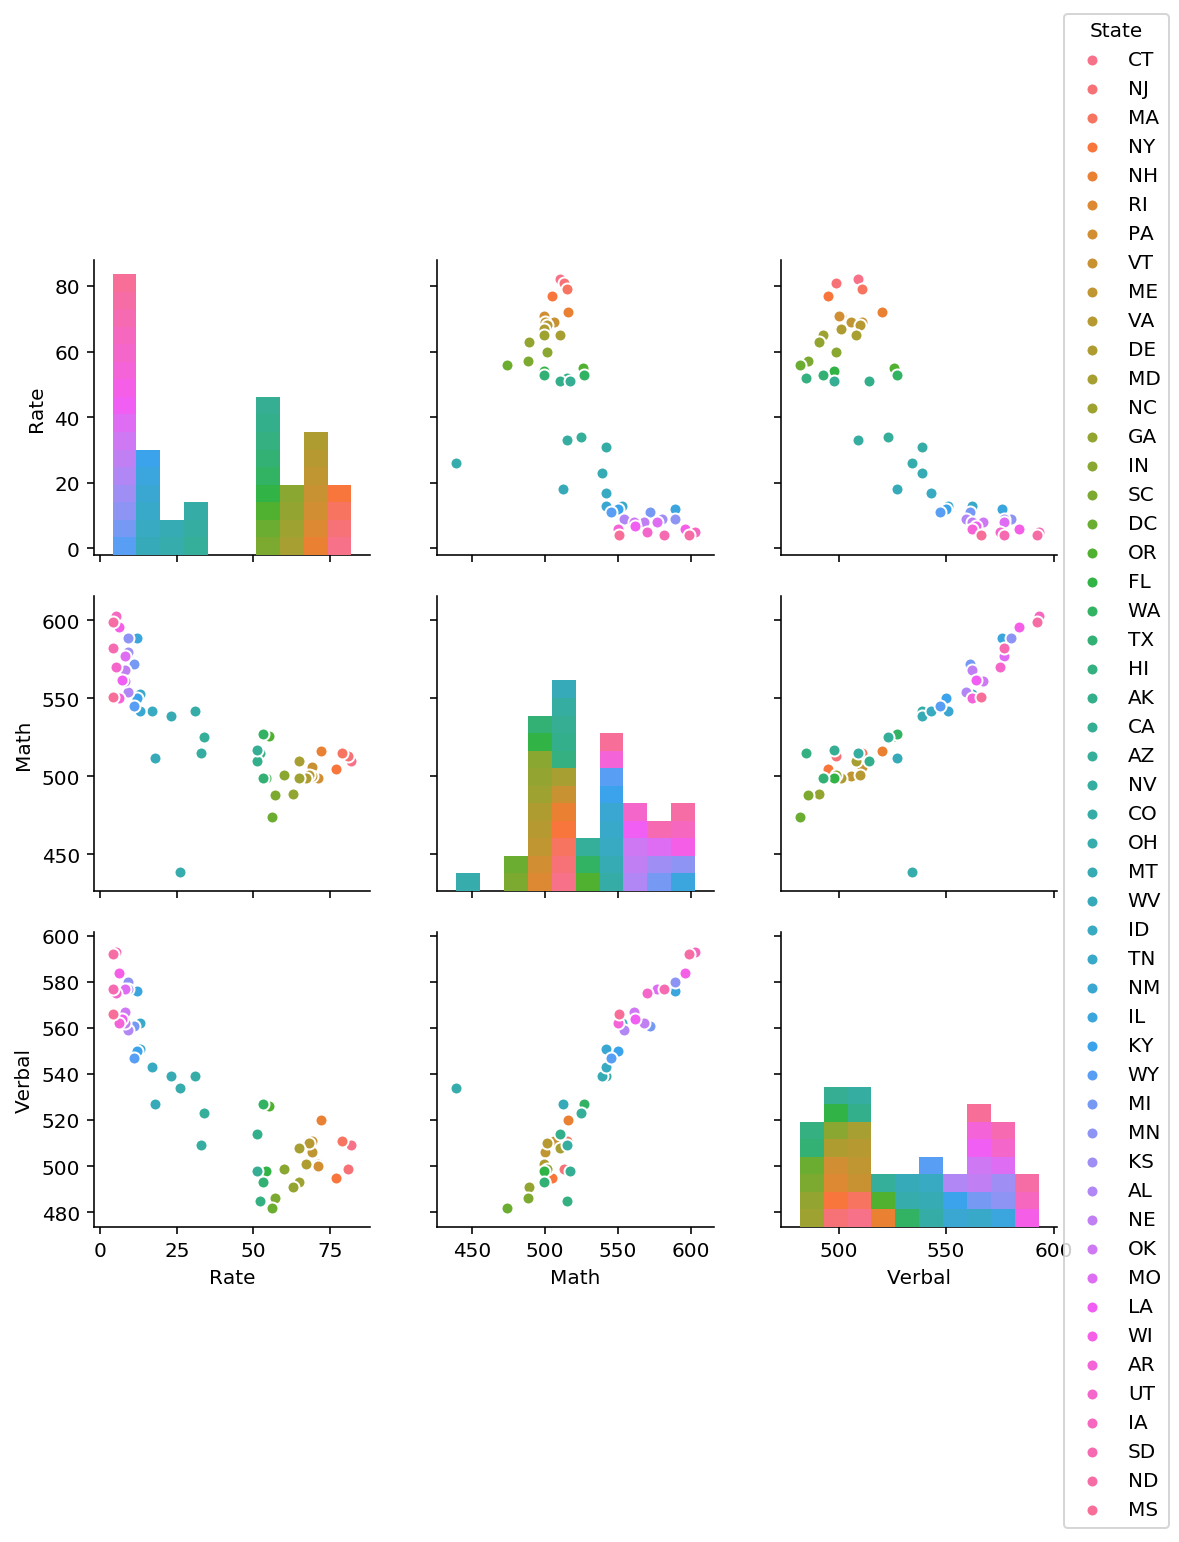 State
CT
NJ
MA
NY
NH
RI
PA
VT
ME
VA
DE
MD
NC
GA
IN
SC
DC
OR
FL
WA
TX
HI
AK
CA
AZ
NV
CO
OH
MT
WV
ID
TN
NM
IL
KY
WY
MI
MN
KS
AL
NE
OK
MO
LA
WI
AR
UT
IA
SD
ND
MS
Rate
80
60
40
20
0
Math
600
550
500
450
Verbal
600
580
560
540
520
500
480
0 25 50 75
Rate
450 500 550 600
Math
500 550 600
Verbal